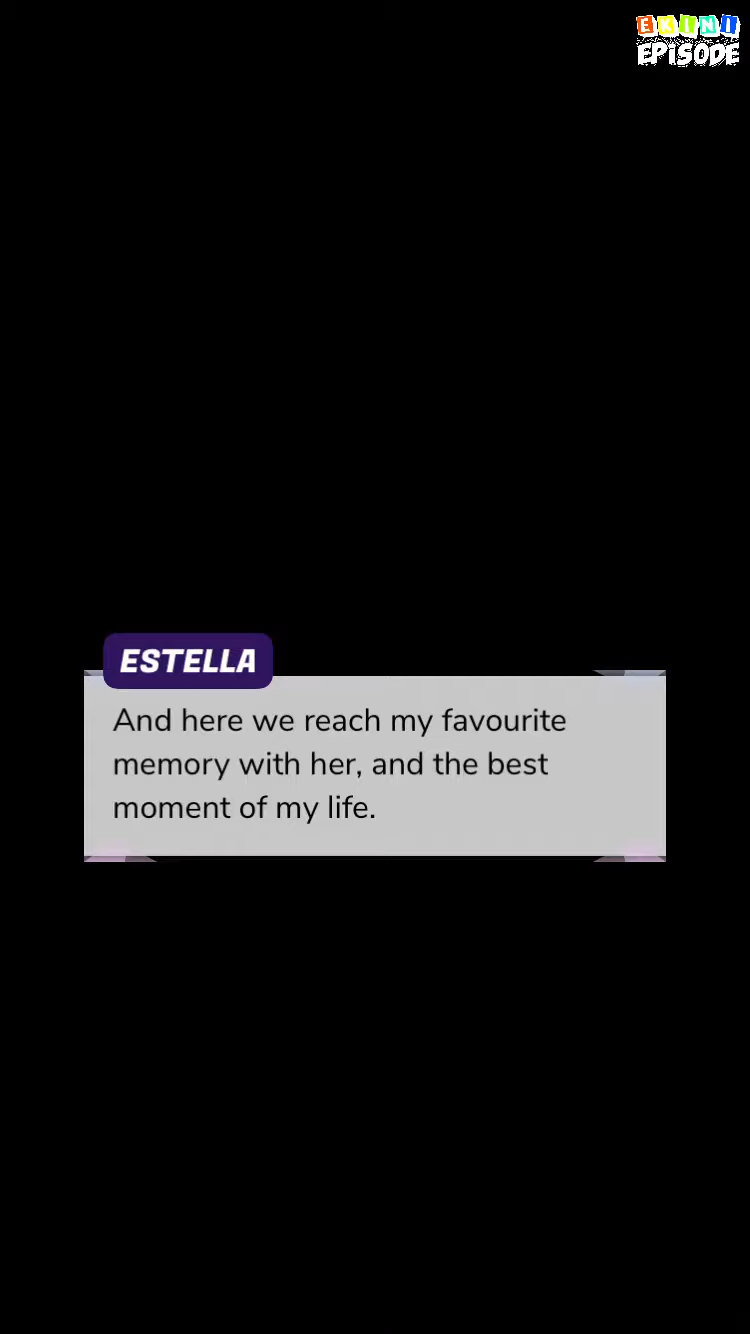 EKINI
EPISODE
ESTELLA
And here we reach my favourite
memory with her, and the best
moment of my life.